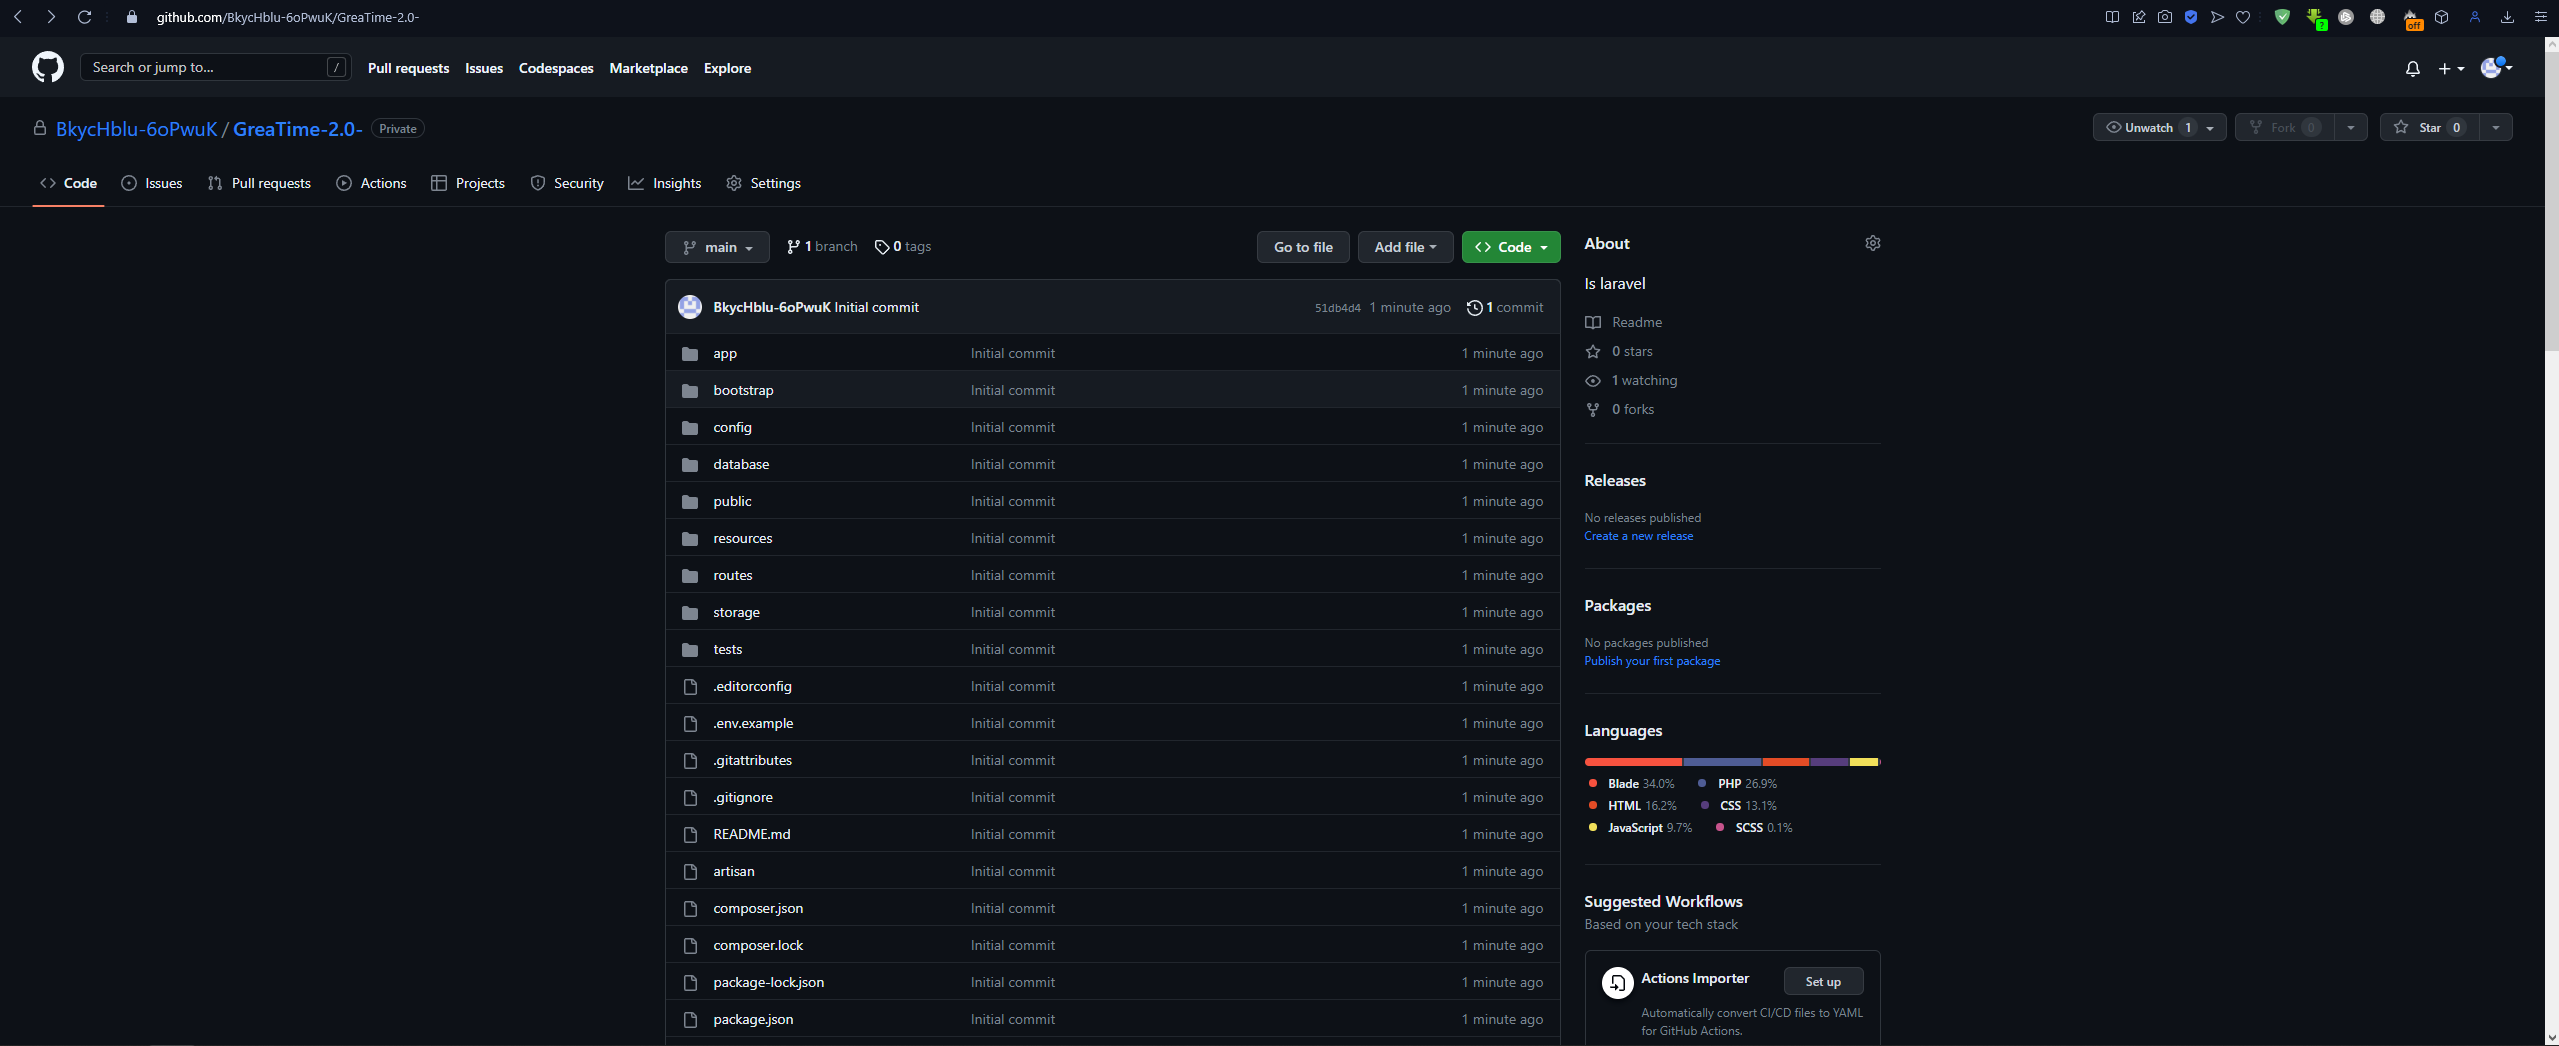 github.com/BkycHblu-6oPwuK/GreaTime-2.0-
off
Search or jump to... /
Pull requests Issues Codespaces Marketplace Explore
BkycHblu-6oPwuK / GreaTime-2.0- Private
Unwatch 1 Fork 0 Star 0
Code Issues Pull requests Actions Projects Security Insights Settings
main 1 branch 0 tags Go to file Add file Code
BkycHblu-6oPwuK Initial commit 51db4d4 1 minute ago 1 commit
app Initial commit 1 minute ago
bootstrap Initial commit 1 minute ago
config Initial commit 1 minute ago
database Initial commit 1 minute ago
public Initial commit 1 minute ago
resources Initial commit 1 minute ago
routes Initial commit 1 minute ago
storage Initial commit 1 minute ago
tests Initial commit 1 minute ago
.editorconfig Initial commit 1 minute ago
.env.example Initial commit 1 minute ago
.gitattributes Initial commit 1 minute ago
.gitignore Initial commit 1 minute ago
README.md Initial commit 1 minute ago
artisan Initial commit 1 minute ago
composer.json Initial commit 1 minute ago
composer.lock Initial commit 1 minute ago
package-lock.json Initial commit 1 minute ago
package.json Initial commit 1 minute ago
About
Is laravel
Readme
0 stars
1 watching
0 forks
Releases
No releases published
Create a new release
Packages
No packages published
Publish your first package
Languages
Blade 34.0% PHP 26.9%
HTML 16.2% CSS 13.1%
JavaScript 9.7% SCSS 0.1%
Suggested Workflows
Based on your tech stack
Actions Importer Set up
Automatically convert CI/CD files to YAML
for GitHub Actions.